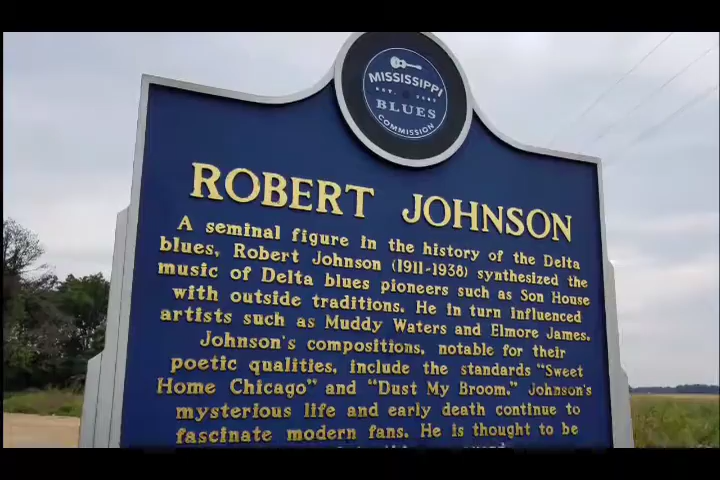 MISSISSIPPI
EST.
BLUES
COMMISSION
ROBERT JOHNSON
A seminal figure in the history of the Delta
blues, Robert Johnson (1911-1938) synthesized the
music of Delta blues pioneers such as Son House
with outside traditions. He in turn influenced
artists such as Muddy Waters and Elmore James.
Johnson's compositions, notable for their
poetic qualities, include the standards "Sweet
Home Chicago" and "Dust My Broom." Johnson's
mysterious life and early death continue to
fascinate modern fans. He is thought to be